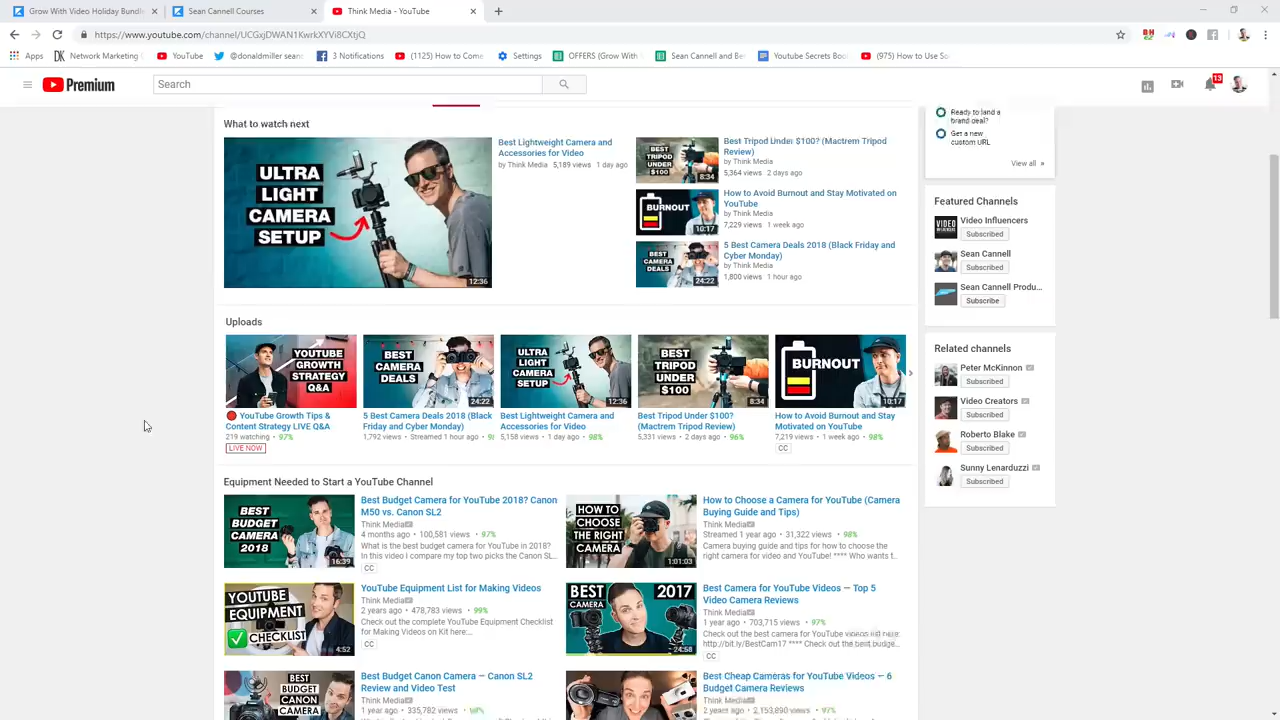 Grow With Video Holiday Bundle
Sean Cannell Courses
Think Media - YouTube
https://www.youtube.com/channel/UCGxjDWAN1KwrkXYVi8CXtjQ
Apps
Network Marketing
YouTube
@donaldmiller seanc
3 Notifications
(1125) How to Come
Settings
OFFERS (Grow With
Sean Cannell and Be
Youtube Secrets Boo
(975) How to Use So
Premium
Search
13
What to watch next
ULTRA
LIGHT
CAMERA
SETUP
12:36
Best Lightweight Camera and
Accessories for Video
by Think Media 5,189 views 1 day ago
BEST
TRIPOD
UNDER
$100
8:34
Best Tripod Under $100? (Mactrem Tripod
Review)
by Think Media
5,364 views 2 days ago
BURNOUT
10:17
How to Avoid Burnout and Stay Motivated on
YouTube
by Think Media
7,229 views 1 week ago
BEST
CAMERA
DEALS
24:22
5 Best Camera Deals 2018 (Black Friday and
Cyber Monday)
by Think Media
1,800 views 1 hour ago
Ready to land a
brand deal?
Get a new
custom URL
View all »
Featured Channels
VIDEO
INFLUENCERS
Video Influencers
Subscribed
Sean Cannell
Subscribed
Sean Cannell Produ...
Subscribe
Related channels
Peter McKinnon
Subscribed
Video Creators
Subscribed
Roberto Blake
Subscribed
Sunny Lenarduzzi
Subscribed
Uploads
YOUTUBE
GROWTH
STRATEGY
Q&A
YouTube Growth Tips &
Content Strategy LIVE Q&A
219 watching • 97%
LIVE NOW
BEST
CAMERA
DEALS
24:22
5 Best Camera Deals 2018 (Black
Friday and Cyber Monday)
1,792 views • Streamed 1 hour ago •
ULTRA
LIGHT
CAMERA
SETUP
12:36
Best Lightweight Camera and
Accessories for Video
5,158 views • 1 day ago • 98%
BEST
TRIPOD
UNDER
$100
8:34
Best Tripod Under $100?
(Mactrem Tripod Review)
5,331 views • 2 days ago • 96%
BURNOUT
10:17
How to Avoid Burnout and Stay
Motivated on YouTube
7,219 views • 1 week ago • 98%
CC
Equipment Needed to Start a YouTube Channel
BEST
BUDGET
CAMERA
2018
16:39
Best Budget Camera for YouTube 2018? Canon
M50 vs. Canon SL2
Think Media
4 months ago • 100,581 views • 97%
What is the best budget camera for YouTube in 2018?
In this video I compare my top two picks the Canon SL...
CC
HOW TO
CHOOSE
THE RIGHT
CAMERA
1:01:03
How to Choose a Camera for YouTube (Camera
Buying Guide and Tips)
Think Media
Streamed 1 year ago • 31,322 views • 98%
Camera buying guide and tips for how to choose the
right camera for video and YouTube! **** Who wants t...
YOUTUBE
EQUIPMENT
CHECKLIST
4:52
YouTube Equipment List for Making Videos
Think Media
2 years ago • 478,783 views • 99%
Check out the complete YouTube Equipment Checklist
for Making Videos on Kit here:...
CC
BEST
CAMERA
2017
24:58
Best Camera for YouTube Videos — Top 5
Video Camera Reviews
Think Media
1 year ago • 703,715 views • 97%
Check out the best camera for YouTube videos kit here:
http://bit.ly/BestCam17 **** Check out the best budge...
CC
BEST
BUDGET
CANON
CAMERA
Best Budget Canon Camera — Canon SL2
Review and Video Test
Think Media
1 year ago • 335,782 views •
Best Cheap Cameras for YouTube Videos — 6
Budget Camera Reviews
Think Media
2 years ago • 2,153,890 views • 97%